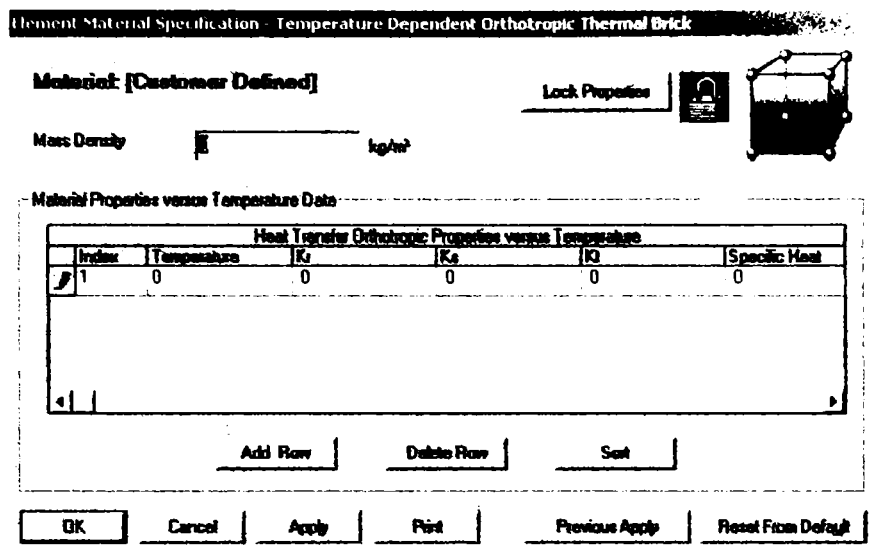 Element Material Specification - Temperature Dependent Orthotropic Thermal Brick
Material: [Customer Defined]
Lock Properties
Mass Density
kg/m³
Material Properties versus Temperature Data
Heat Transfer Orthotropic Properties versus Temperature
Index Temperature Kr Ks Kt Specific Heat
1 0 0 0 0 0
Add Row Delete Row Sort
OK Cancel Apply Print Previous Apply Reset From Default